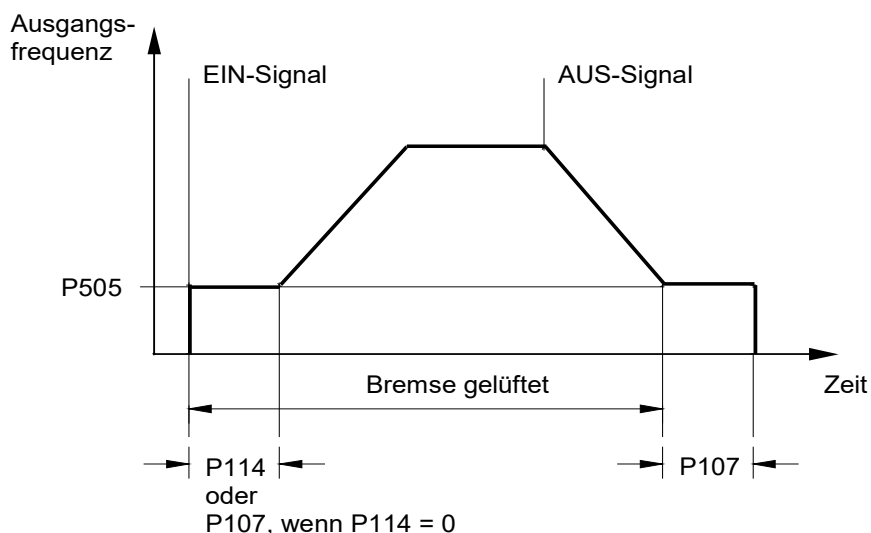 Ausgangs-
frequenz
EIN-Signal
AUS-Signal
P505
Bremse gelüftet
Zeit
P114
oder
P107, wenn P114 = 0
P107